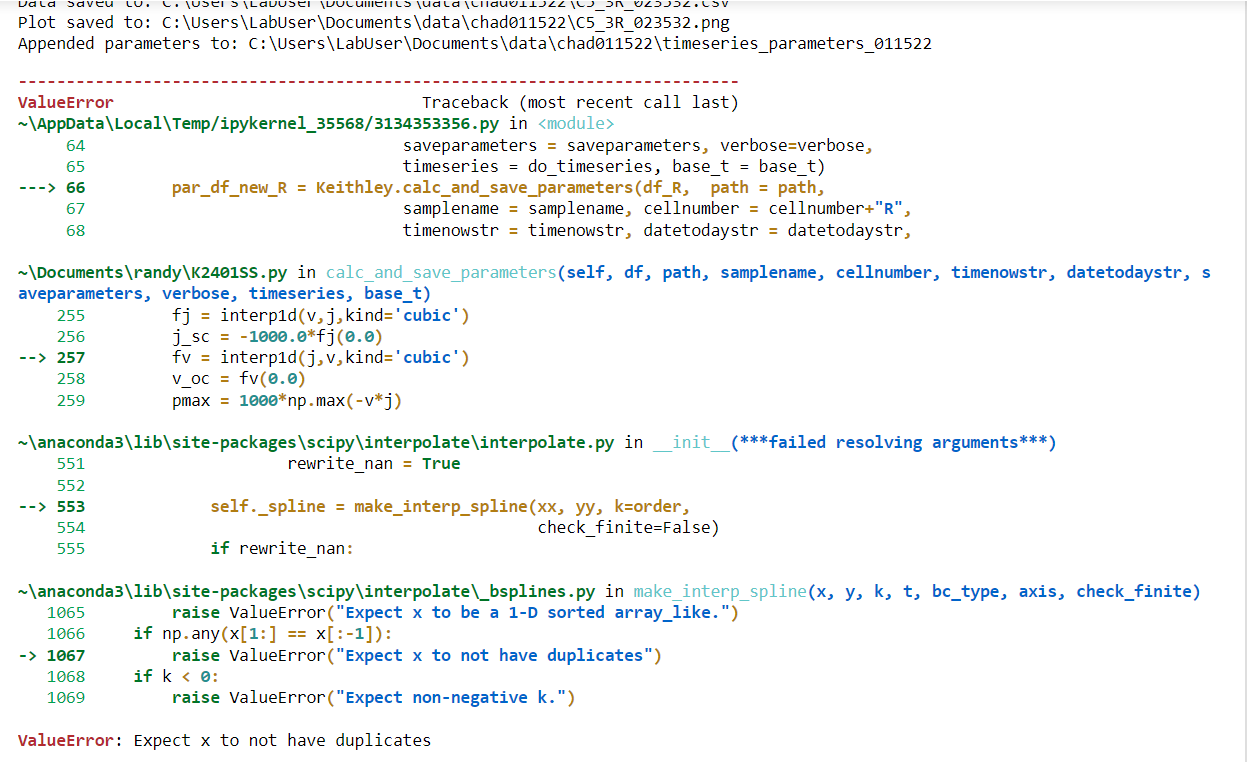 Data saved to: C:\Users\LabUser\Documents\data\chad011522\C5_3R_023532.csv
Plot saved to: C:\Users\LabUser\Documents\data\chad011522\C5_3R_023532.png
Appended parameters to: C:\Users\LabUser\Documents\data\chad011522\timeseries_parameters_011522
---------------------------------------------------------------------------
ValueError                                Traceback (most recent call last)
~\AppData\Local\Temp/ipykernel_35568/3134353356.py in <module>
     64                                 saveparameters = saveparameters, verbose=verbose,
     65                                 timeseries = do_timeseries, base_t = base_t)
---> 66         par_df_new_R = Keithley.calc_and_save_parameters(df_R,  path = path,
     67                                 samplename = samplename, cellnumber = cellnumber+"R",
     68                                 timenowstr = timenowstr, datetodaystr = datetodaystr,
~\Documents\randy\K2401SS.py in calc_and_save_parameters(self, df, path, samplename, cellnumber, timenowstr, datetodaystr, s
aveparameters, verbose, timeseries, base_t)
    255         fj = interp1d(v,j,kind='cubic')
    256         j_sc = -1000.0*fj(0.0)
--> 257         fv = interp1d(j,v,kind='cubic')
    258         v_oc = fv(0.0)
    259         pmax = 1000*np.max(-v*j)
~\anaconda3\lib\site-packages\scipy\interpolate\interpolate.py in __init__(***failed resolving arguments***)
    551                     rewrite_nan = True
    552
--> 553             self._spline = make_interp_spline(xx, yy, k=order,
    554                                               check_finite=False)
    555             if rewrite_nan:
~\anaconda3\lib\site-packages\scipy\interpolate\_bsplines.py in make_interp_spline(x, y, k, t, bc_type, axis, check_finite)
   1065         raise ValueError("Expect x to be a 1-D sorted array_like.")
   1066     if np.any(x[1:] == x[:-1]):
-> 1067         raise ValueError("Expect x to not have duplicates")
   1068     if k < 0:
   1069         raise ValueError("Expect non-negative k.")
ValueError: Expect x to not have duplicates